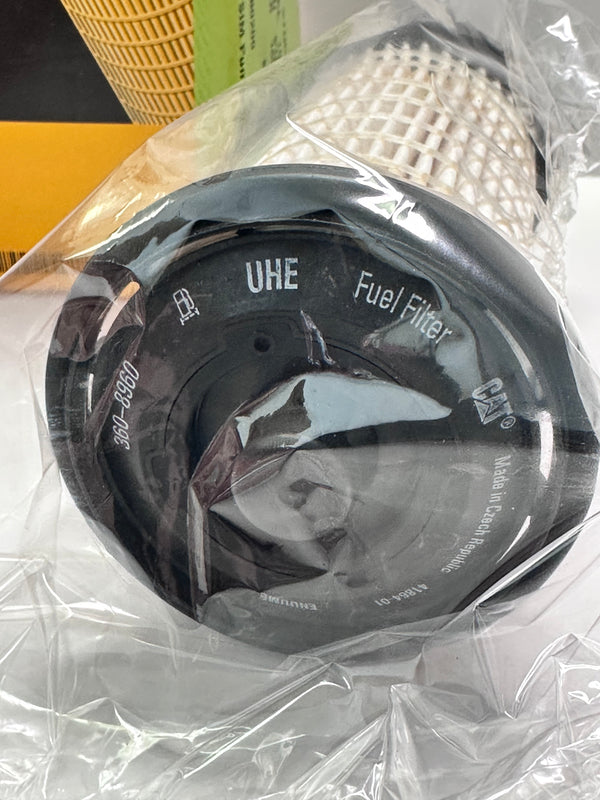 360-8960
UHE
Fuel Filter
CAT®
Made in Czech Republic
41864-01